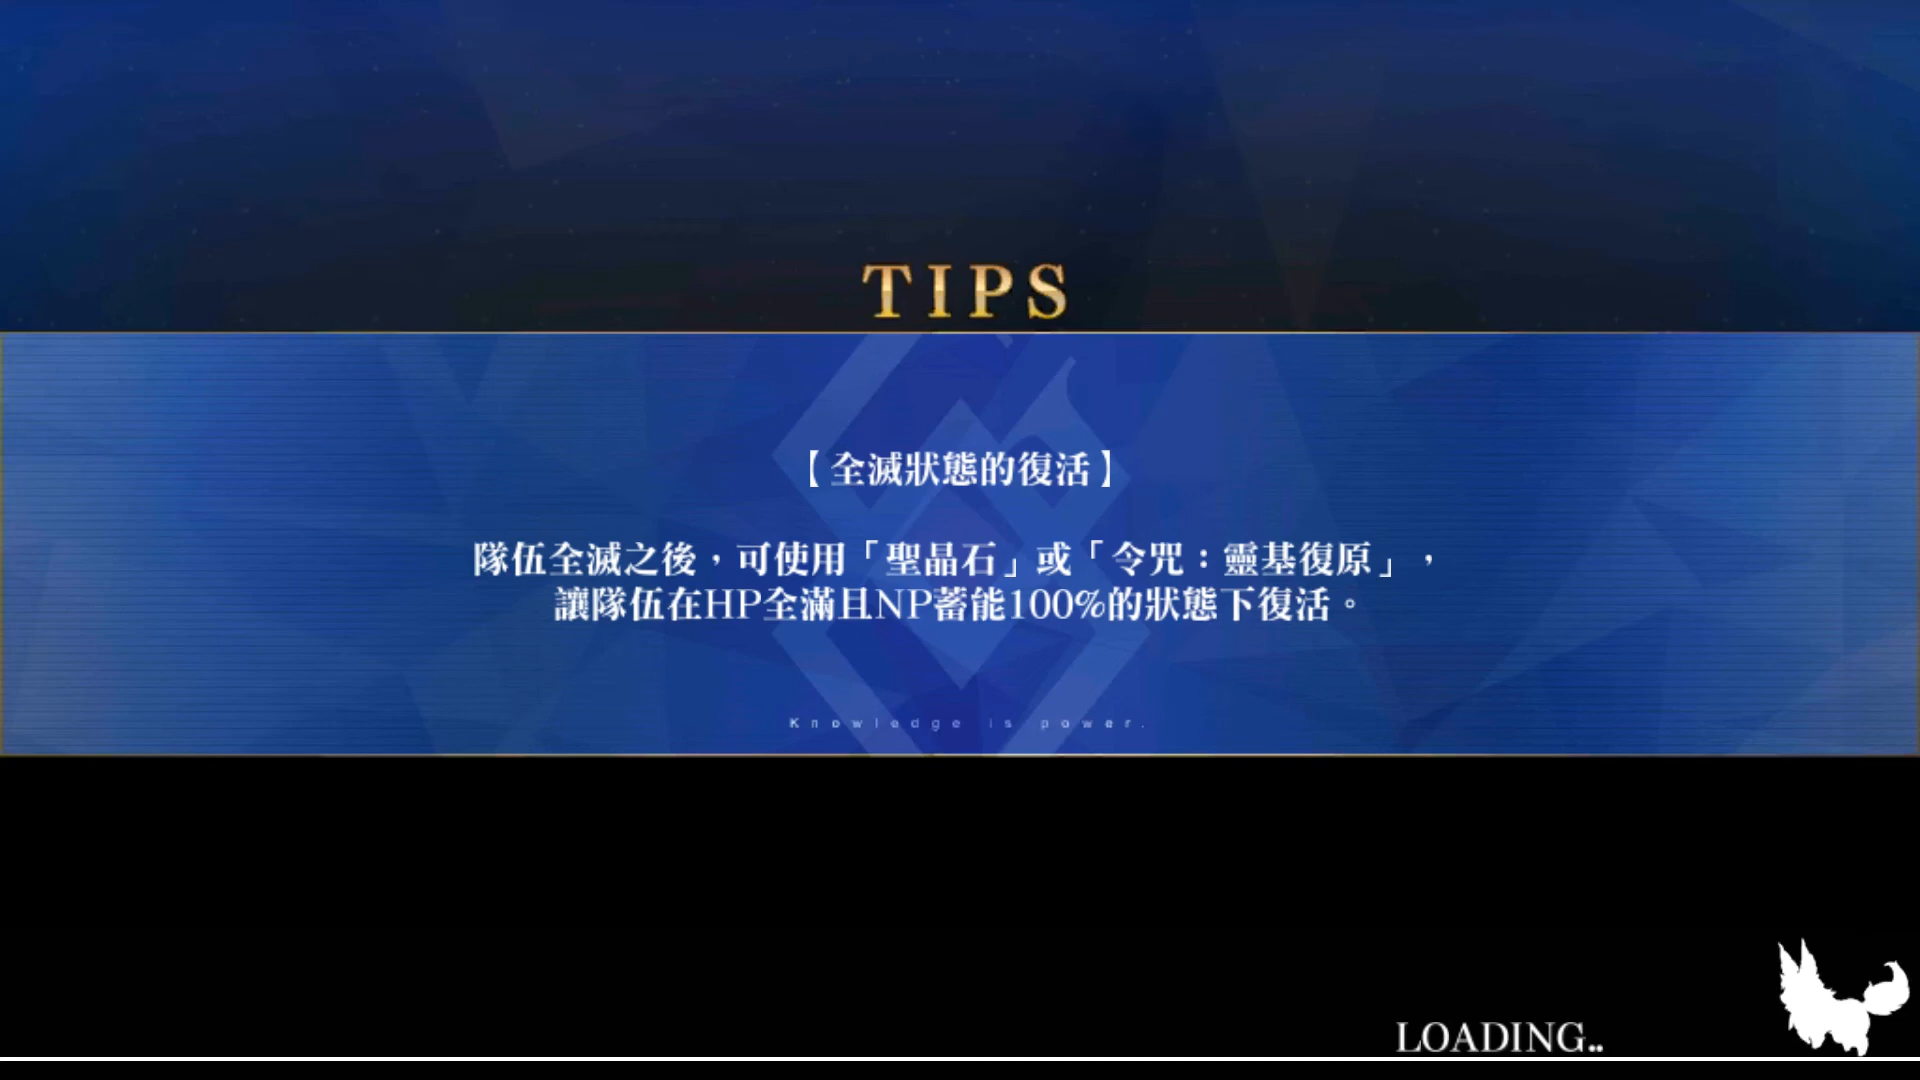 TIPS
【全滅狀態的復活】
隊伍全滅之後，可使用「聖晶石」或「令咒：靈基復原」，
讓隊伍在HP全滿且NP蓄能100%的狀態下復活。
Knowledge is power.
LOADING..